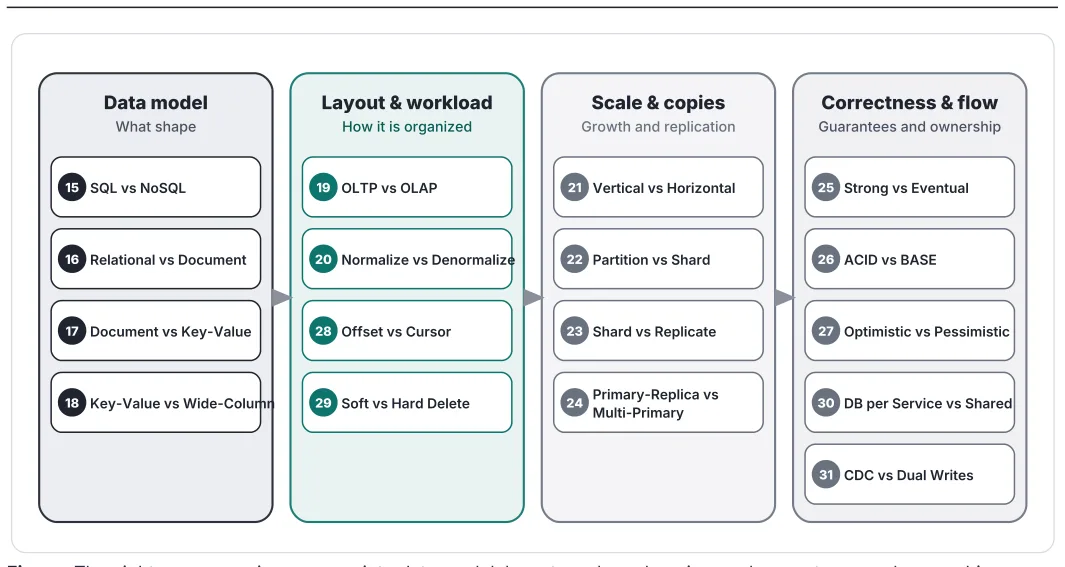 Data model
What shape
15 SQL vs NoSQL
16 Relational vs Document
17 Document vs Key-Value
18 Key-Value vs Wide-Column
Layout & workload
How it is organized
19 OLTP vs OLAP
20 Normalize vs Denormalize
28 Offset vs Cursor
29 Soft vs Hard Delete
Scale & copies
Growth and replication
21 Vertical vs Horizontal
22 Partition vs Shard
23 Shard vs Replicate
24 Primary-Replica vs
Multi-Primary
Correctness & flow
Guarantees and ownership
25 Strong vs Eventual
26 ACID vs BASE
27 Optimistic vs Pessimistic
30 DB per Service vs Shared
31 CDC vs Dual Writes